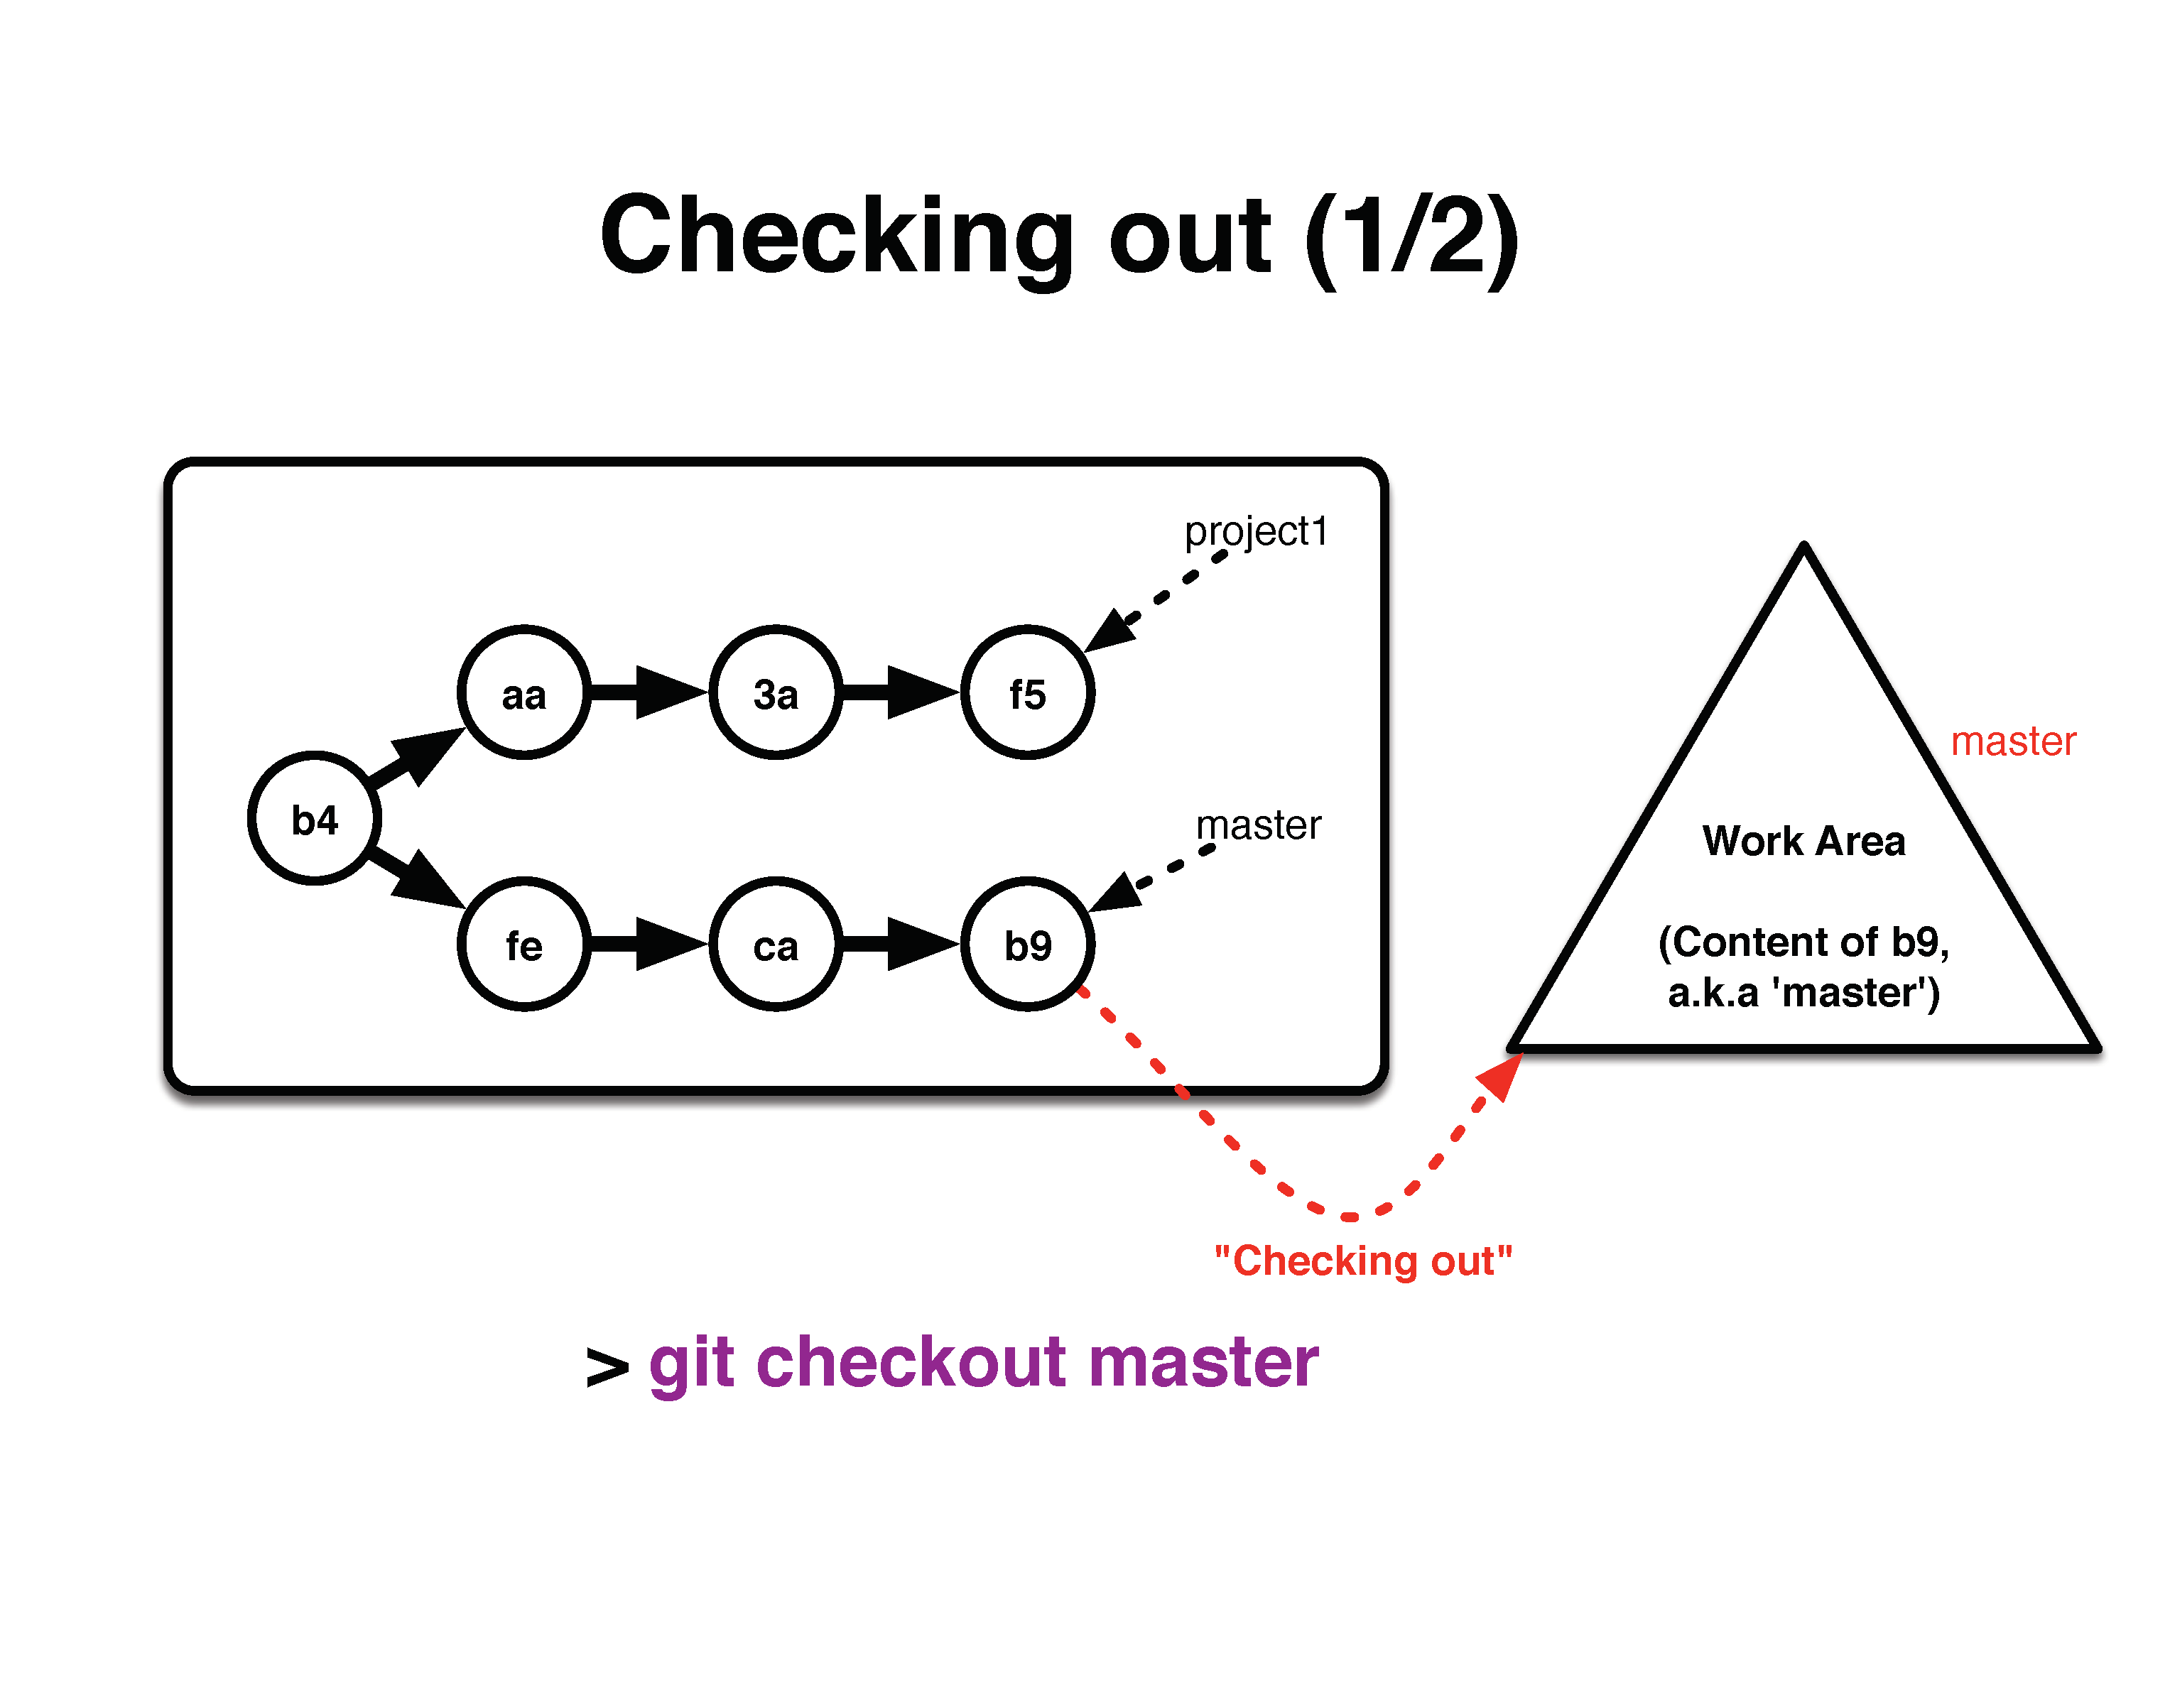 Checking out (1/2)
project1
aa
3a
f5
master
b4
master
Work Area
fe
ca
b9
(Content of b9,
a.k.a 'master')
"Checking out"
> git checkout master